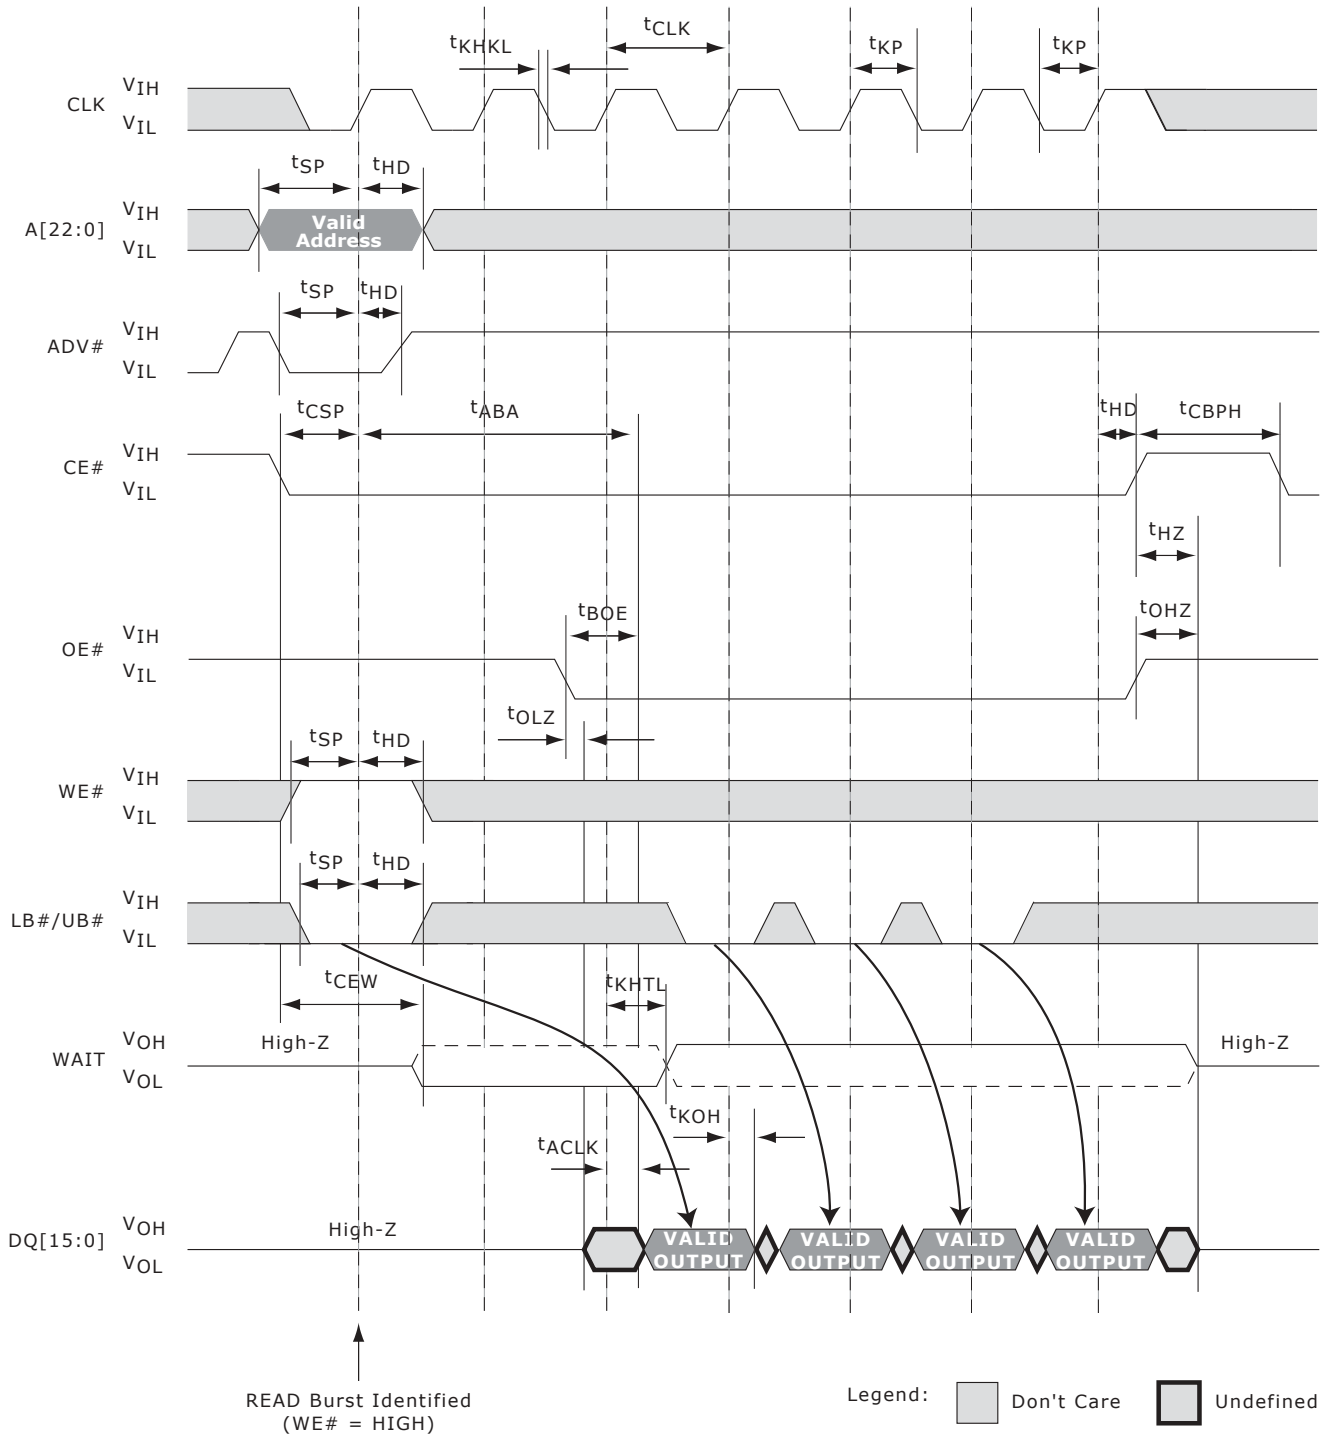 tCLK
tKHKL
tKP
tKP
CLK
VIH
VIL
tSP
tHD
A[22:0]
VIH
VIL
Valid
Address
tSP
tHD
ADV#
VIH
VIL
tCSP
tABA
tHD
tCBPH
CE#
VIH
VIL
tHZ
tBOE
tOHZ
OE#
VIH
VIL
tOLZ
tSP
tHD
WE#
VIH
VIL
tSP
tHD
LB#/UB#
VIH
VIL
tCEW
tKHTL
WAIT
VOH
VOL
High-Z
High-Z
tKOH
tACLK
DQ[15:0]
VOH
VOL
High-Z
VALID
OUTPUT
VALID
OUTPUT
VALID
OUTPUT
VALID
OUTPUT
READ Burst Identified
(WE# = HIGH)
Legend:
Don't Care
Undefined